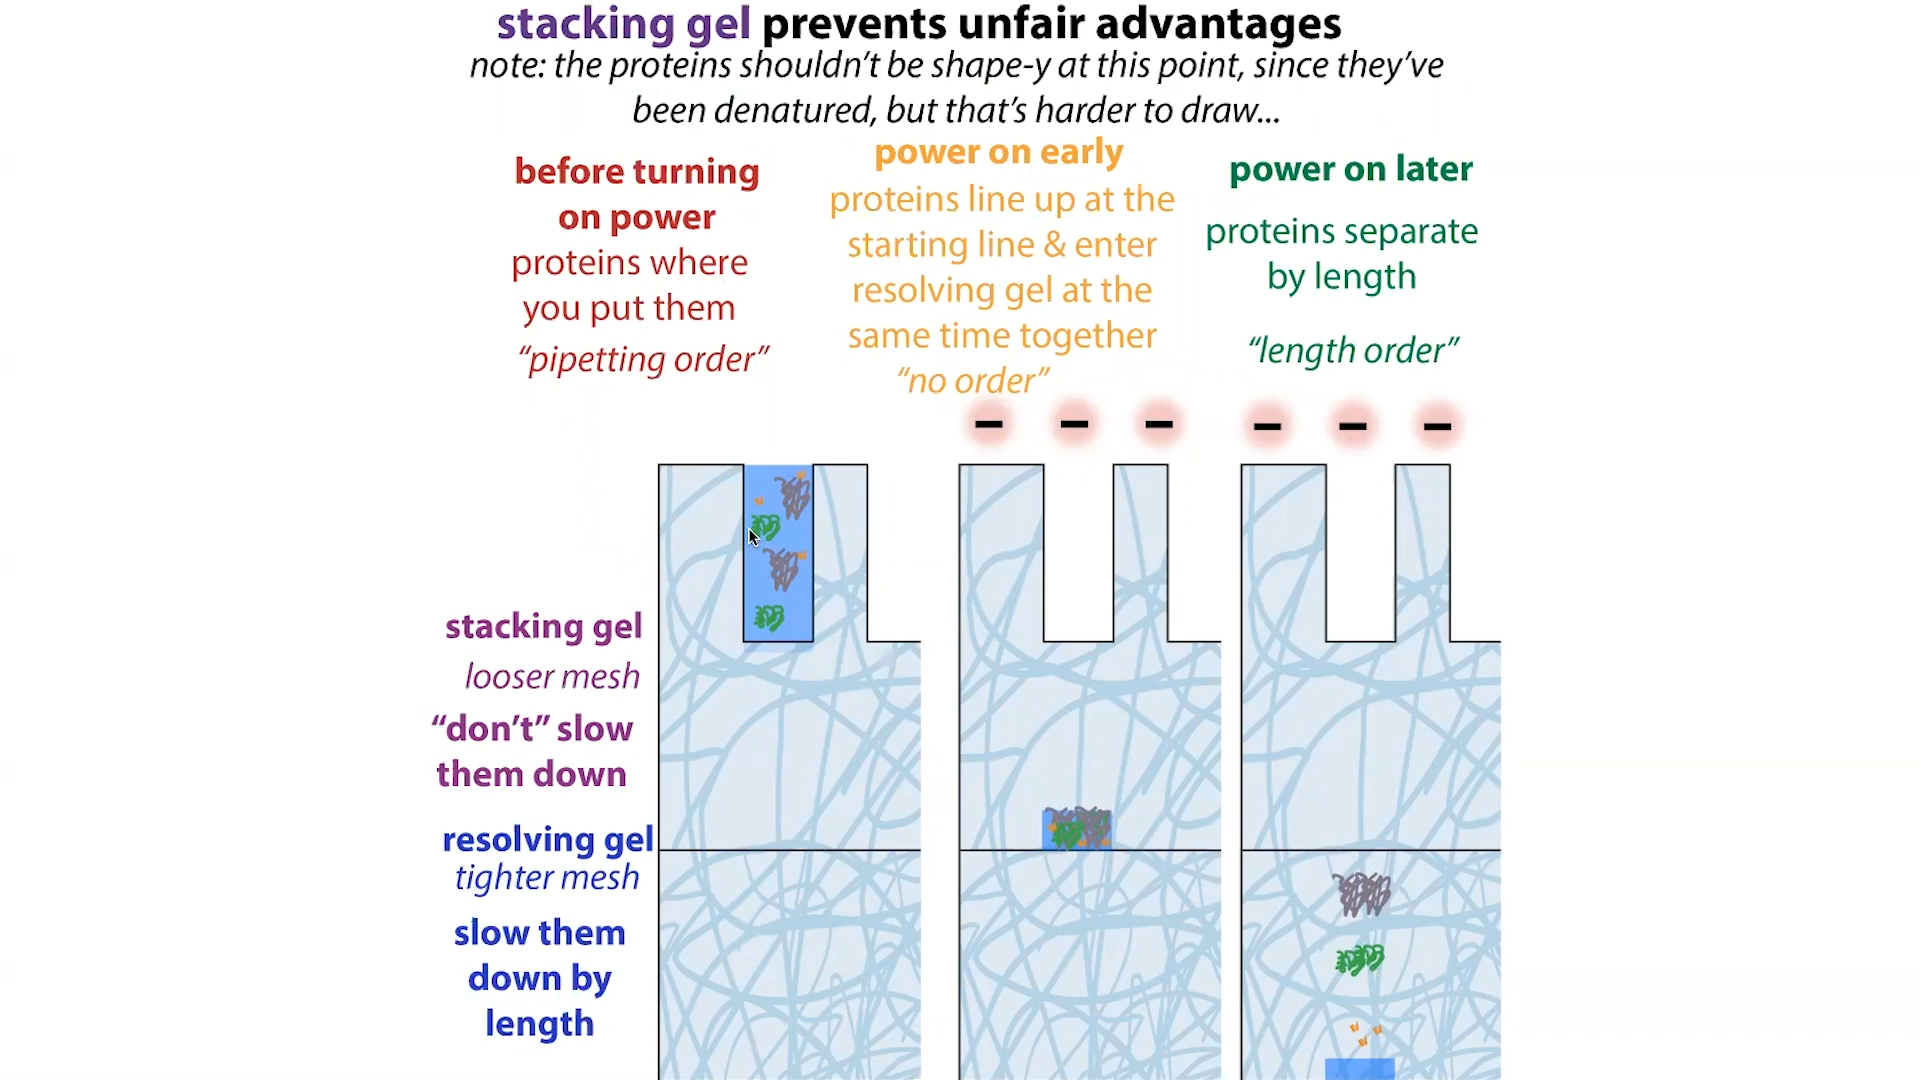 stacking gel prevents unfair advantages
note: the proteins shouldn’t be shape-y at this point, since they’ve
been denatured, but that’s harder to draw...
before turning
on power
proteins where
you put them
“pipetting order”
power on early
proteins line up at the
starting line & enter
resolving gel at the
same time together
“no order”
power on later
proteins separate
by length
“length order”
stacking gel
looser mesh
“don’t” slow
them down
resolving gel
tighter mesh
slow them
down by
length